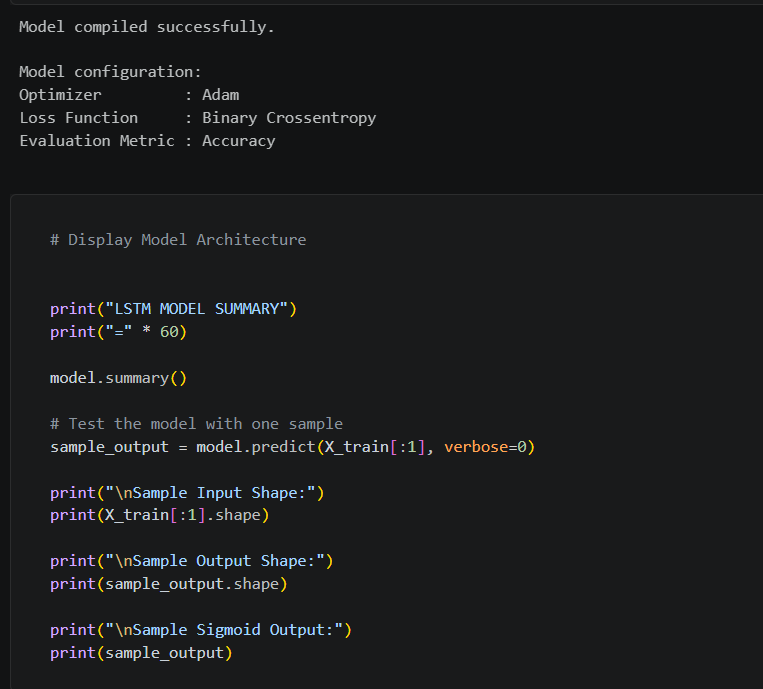 Model compiled successfully.
Model configuration:
Optimizer         : Adam
Loss Function     : Binary Crossentropy
Evaluation Metric : Accuracy
# Display Model Architecture
print("LSTM MODEL SUMMARY")
print("=" * 60)
model.summary()
# Test the model with one sample
sample_output = model.predict(X_train[:1], verbose=0)
print("\nSample Input Shape:")
print(X_train[:1].shape)
print("\nSample Output Shape:")
print(sample_output.shape)
print("\nSample Sigmoid Output:")
print(sample_output)